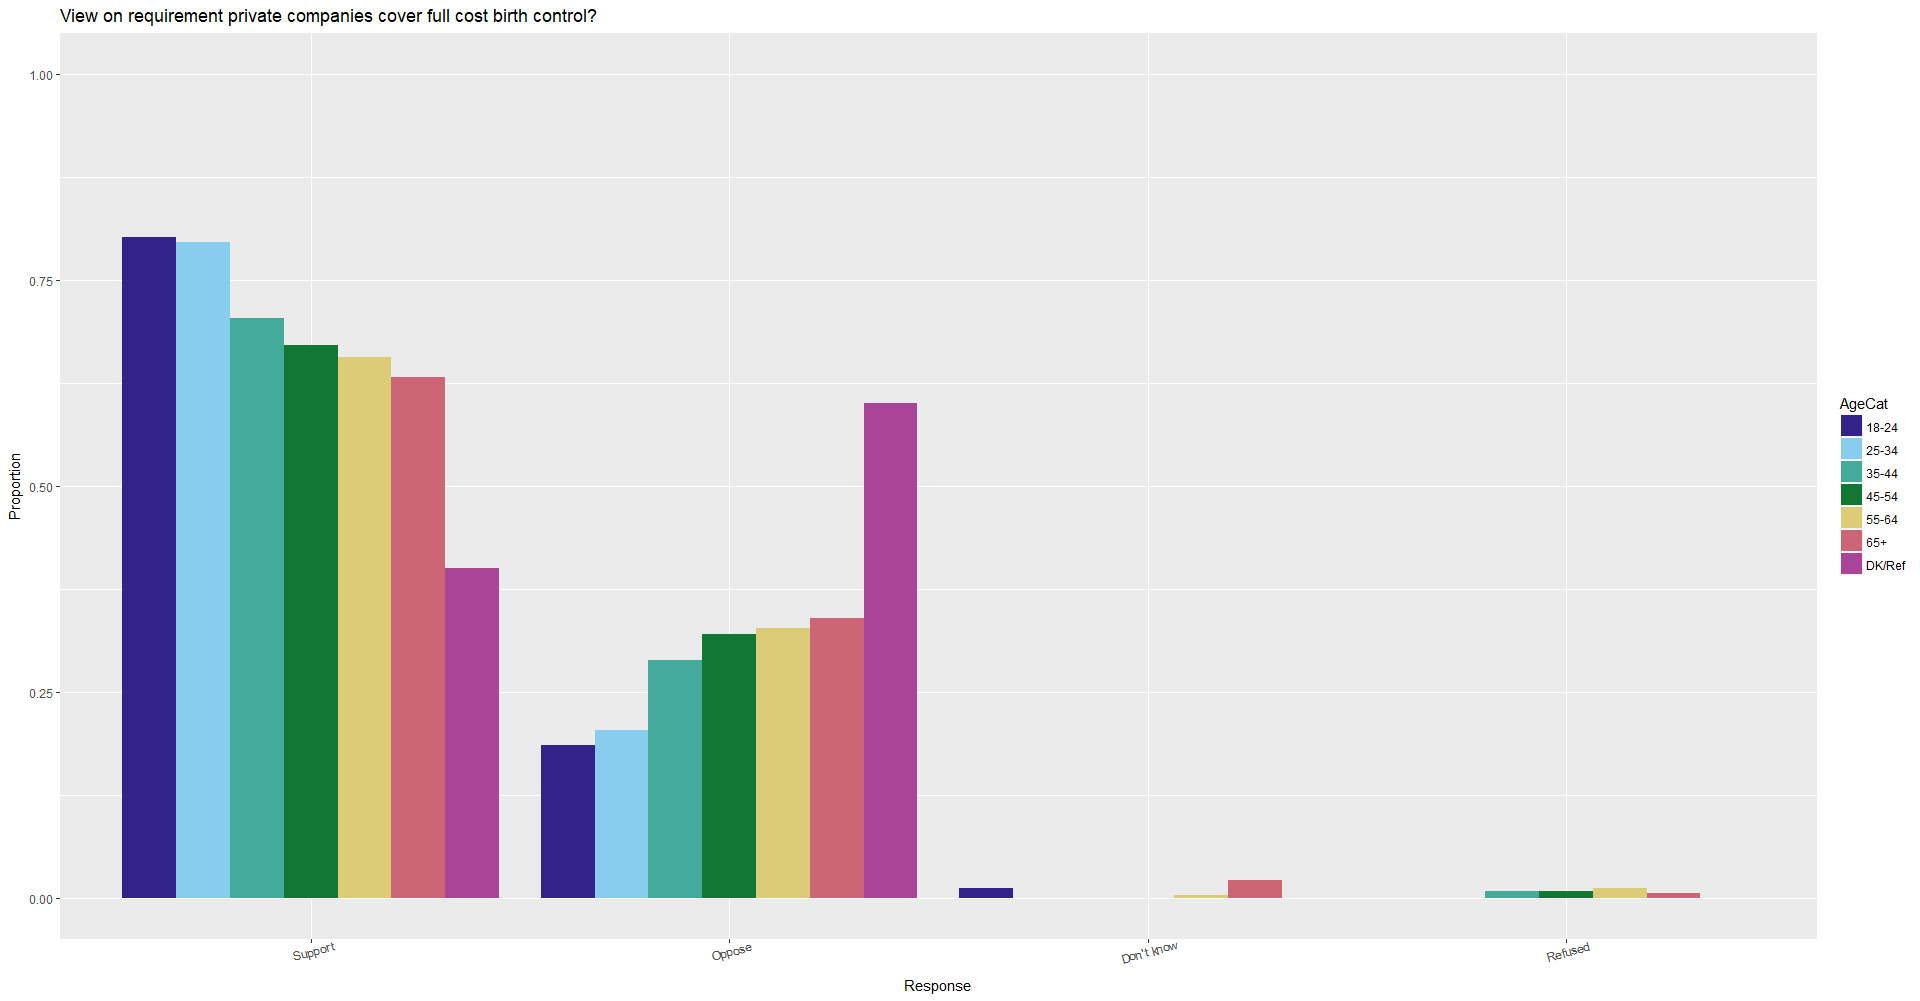 View on requirement private companies cover full cost birth control?
1.00
0.75
0.50
0.25
0.00
Proportion
Support
Oppose
Don't know
Refused
Response
AgeCat
18-24
25-34
35-44
45-54
55-64
65+
DK/Ref